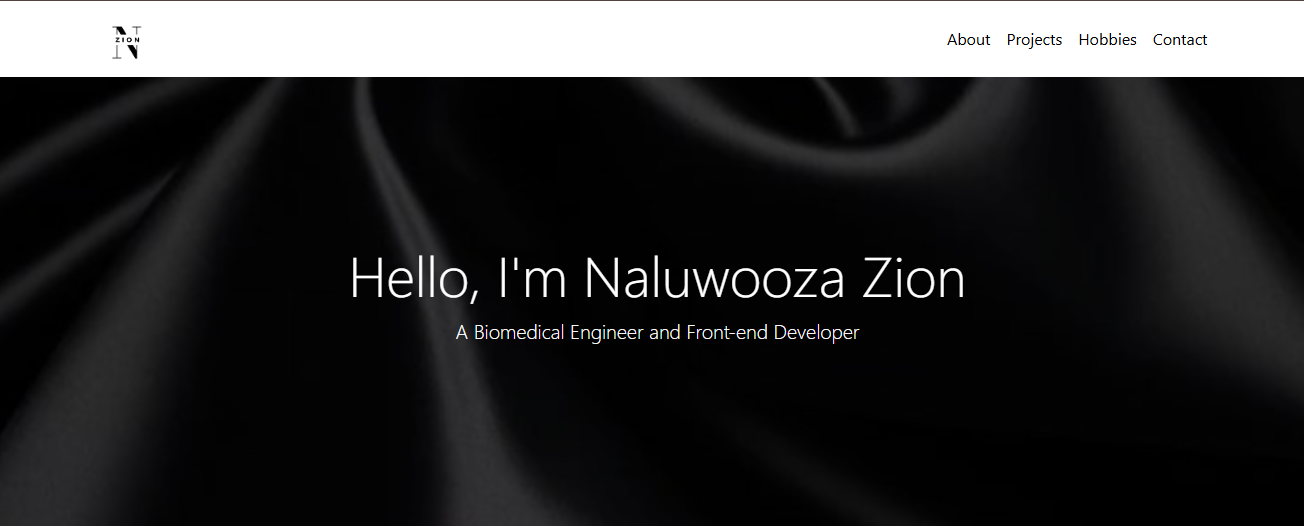 N
ZION
N
About Projects Hobbies Contact
Hello, I'm Naluwooza Zion
A Biomedical Engineer and Front-end Developer